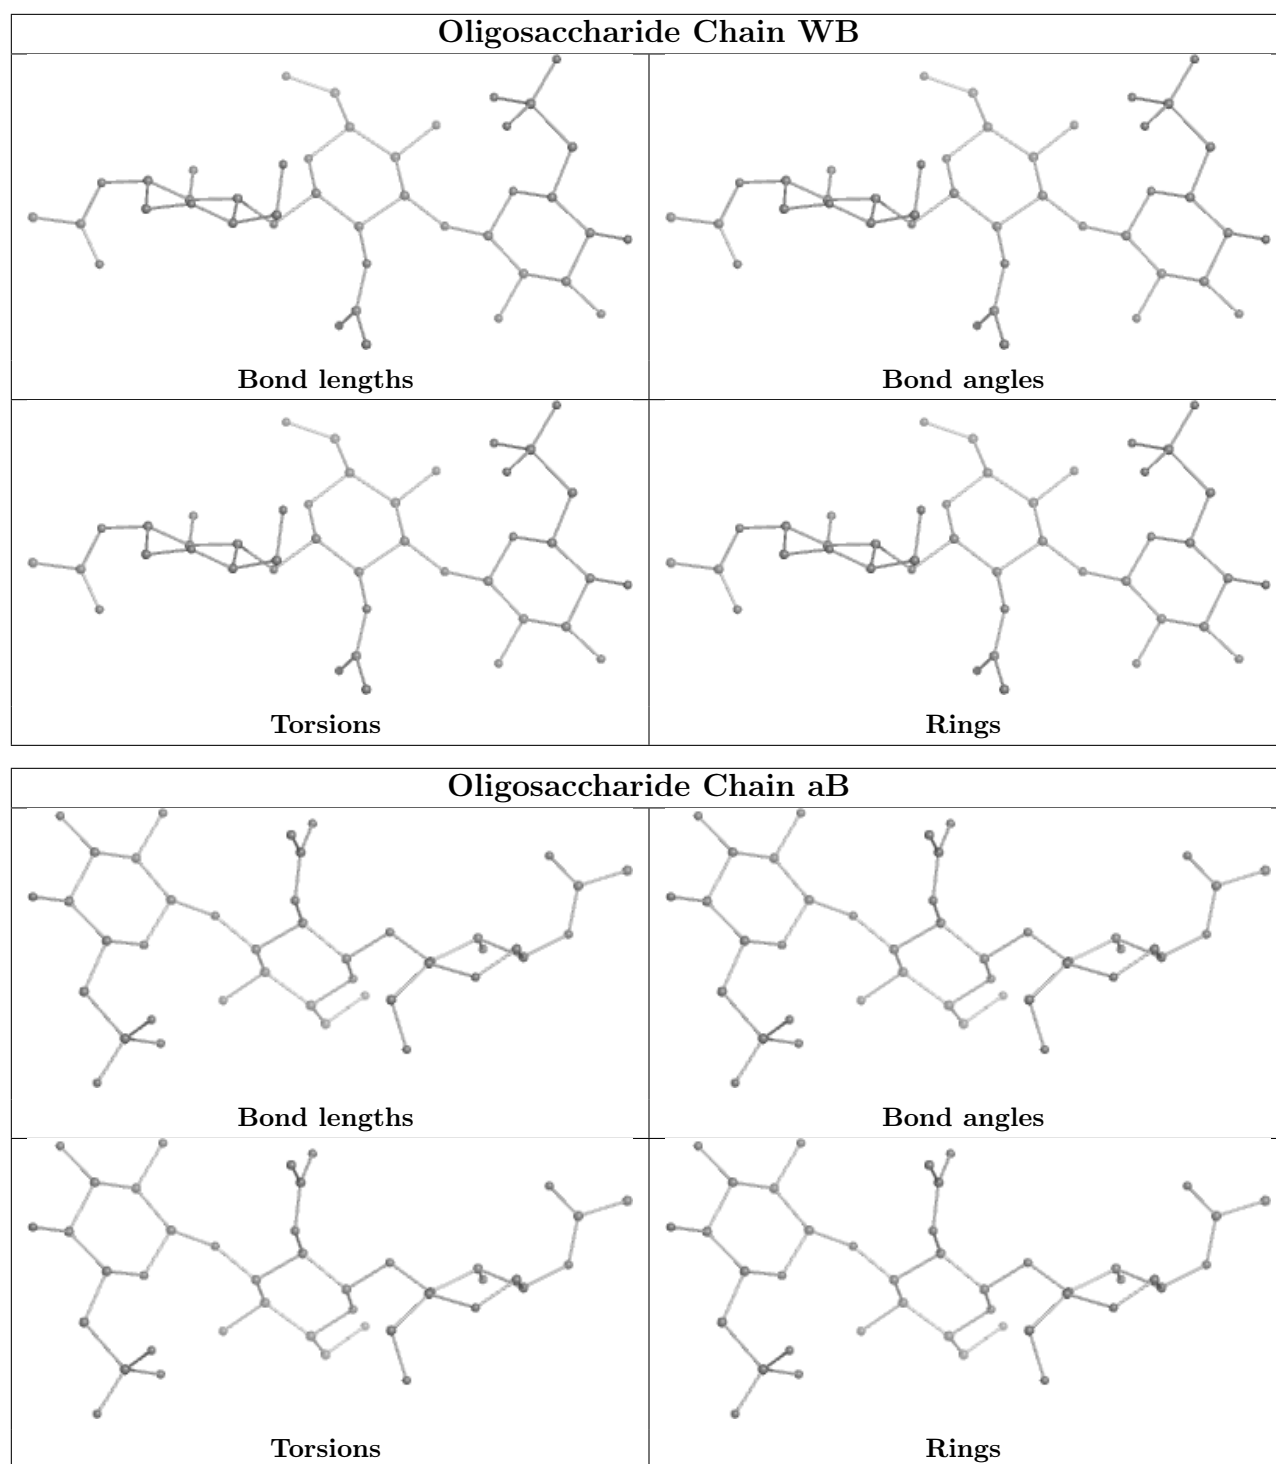 Oligosaccharide Chain WB
Bond lengths
Bond angles
Torsions
Rings
Oligosaccharide Chain aB
Bond lengths
Bond angles
Torsions
Rings